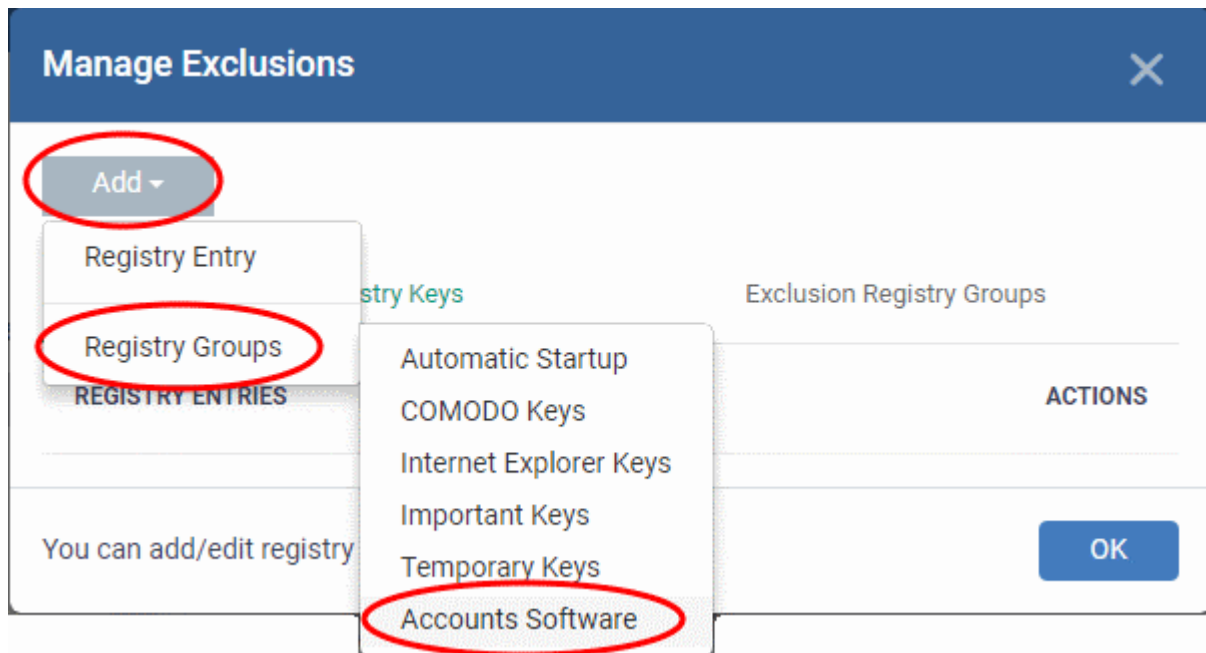 Manage Exclusions
Add
Registry Entry
stry Keys
Exclusion Registry Groups
Registry Groups
Automatic Startup
REGISTRY ENTRIES
ACTIONS
COMODO Keys
Internet Explorer Keys
Important Keys
You can add/edit registry
OK
Temporary Keys
Accounts Software